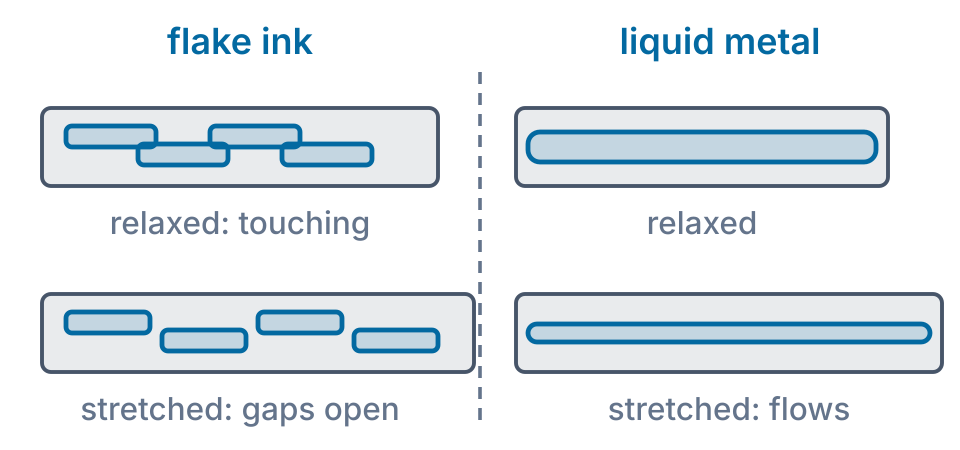 flake ink
liquid metal
relaxed: touching
relaxed
stretched: gaps open
stretched: flows